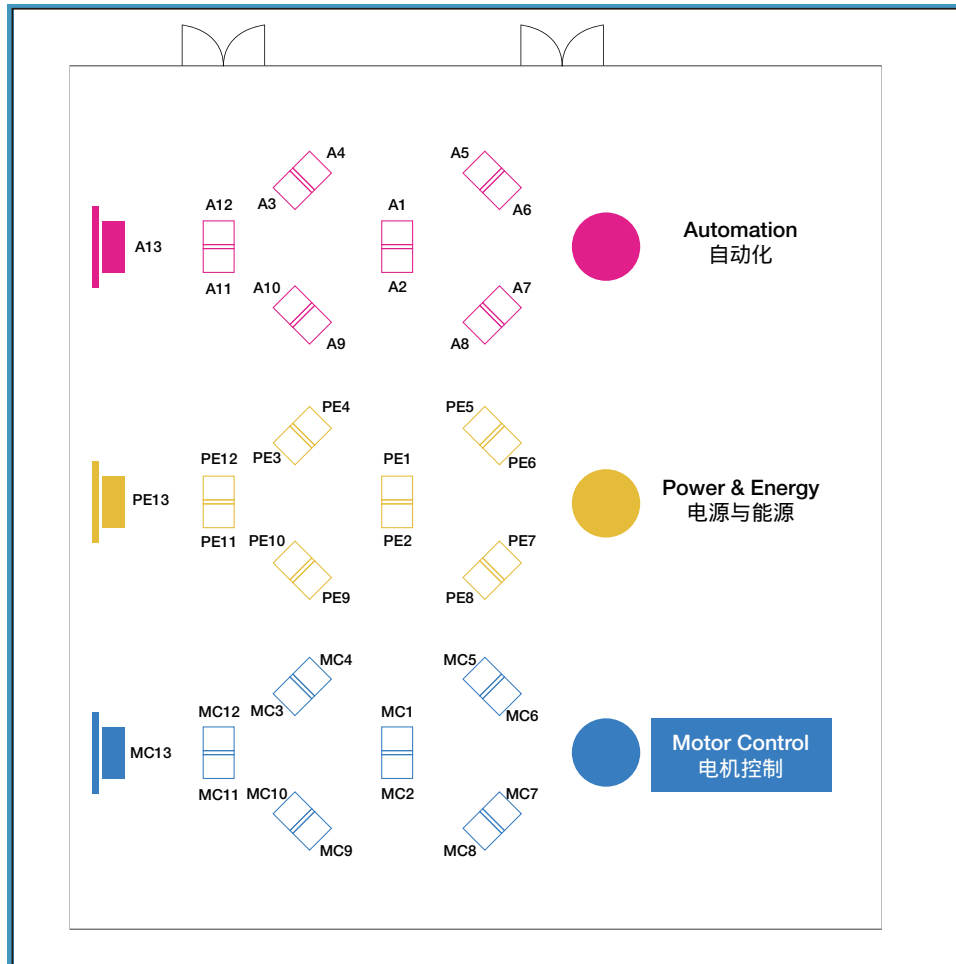 A4
A5
A3
A6
A12
A1
Automation
自动化
A13
A11
A2
A10
A7
A9
A8
PE4
PE5
PE3
PE6
PE12
PE1
Power & Energy
电源与能源
PE13
PE11
PE2
PE10
PE7
PE9
PE8
MC4
MC5
MC3
MC6
MC12
MC1
Motor Control
电机控制
MC13
MC11
MC2
MC10
MC7
MC9
MC8